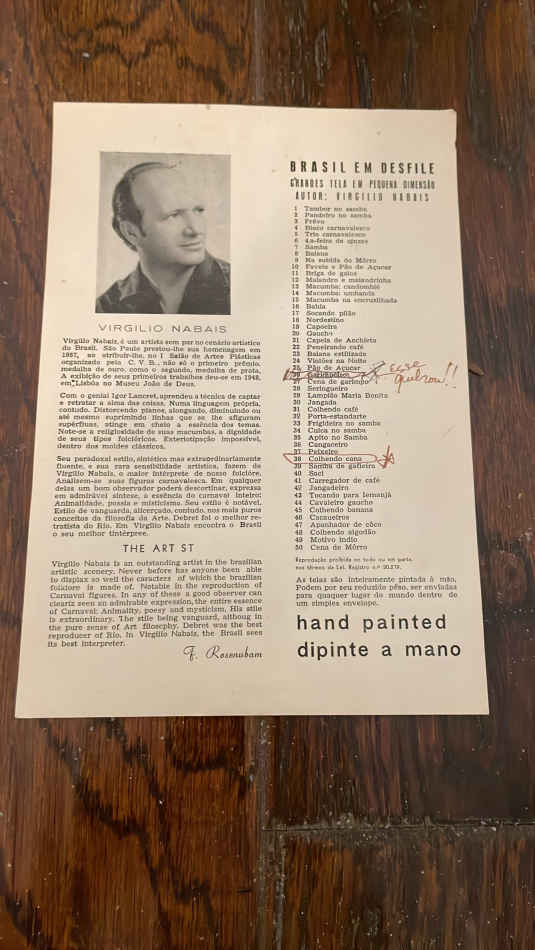 VIRGILIO NABAIS
Virgilio Nabais, é um artista sem par no cenário artístico
do Brasil. São Paulo prestou-lhe sua homenagem em
1957, ao atribuir-lhe, no I Salão de Artes Plásticas
organizado pela C. V. B., não só o primeiro prêmio,
medalha de ouro, como o segundo, medalha de prata,
A exibição de seus primeiros trabalhos deu-se em 1948,
em Lisbôa no Museu João de Deus.
Com o genial Igor Lancret, aprendeu a técnica de captar
e retratar a alma das coisas. Numa linguagem própria,
contudo. Distorcendo planos, alongando, diminuindo ou
até mesmo suprimindo linhas que se lhe afiguram
supérfluas, atinge em cheio a essência dos temas.
Note-se a religiosidade de suas macumbas, a dignidade
de seus tipos folclóricos. Exteriotipação impossível,
dentro dos moldes clássicos.
Seu paradoxal estilo, sintético mas extraordinariamente
fluente, e sua rara sensibilidade artística, fazem de
Virgilio Nabais, o maior intérprete de nosso folclóre.
Analisem-se suas figuras carnavalescas. Em qualquer
delas um bom observador poderá descortinar, expressa
em admirável síntese, a essência do carnaval inteiro:
Animalidade, poesia e misticismo. Seu estilo é notável.
Estilo de vanguarda, alicerçado, contudo, nos mais puros
conceitos da filosofia da Arte. Debret foi o melhor re-
tratista do Rio. Em Virgilio Nabais encontra o Brasil
o seu melhor tintérpree.
THE ART ST
Virgilio Nabais is an outstanding artist in the brazilian
artistic scenery. Never before has anyone been able
to displax so well the caracters of which the brazilian
folklore is made of. Notable in the reproduction of
Carnaval figures. In any of these a good observer can
clearlx seen an admirable expression, the entire essence
of Carnaval: Animality, poesy and mysticism. His stile
is extraordinary. The stile being vanguard, althoug in
the pure sense of Art filosophy. Debret was the best
reproducer of Rio. In Virgilio Nabais, the Brasil sees
its best interpreter.
F. Rosenabam
BRASIL EM DESFILE
GRANDES TELA EM PEQUENA DIMENSÃO
AUTOR: VIRGILIO NABAIS
1 Tambor no samba
2 Pandeiro no samba
3 Frêvo
4 Bloco carnavalesco
5 Trio carnavalesco
6 4.a-feira de cinzas
7 Samba
8 Baiana
9 Na subida do Môrro
10 Favela e Pão de Açucar
11 Briga de galos
12 Malandro e malandrinha
13 Macumba: candomblé
14 Macumba: umbanda
15 Macumba na encruzilhada
16 Bahia
17 Socando pilão
18 Nordestino
19 Capoeira
20 Gaucho
21 Capela de Anchiêta
22 Peneirando café
23 Baiana estilizada
24 Violões na Noite
25 Pão de Açucar
26 Garimpeiro
esse
quebrou!!
27 Cena de garimpo
28 Seringueiro
29 Lampião Maria Bonita
30 Jangada
31 Colhendo café
32 Porta-estandarte
33 Frigideira no samba
34 Cuica no samba
35 Apito no Samba
36 Cangaceiro
37 Peixeiro
38 Colhendo cana
39 Samba de gafieira
40 Saci
41 Carregador de café
42 Jangadeiro
43 Tocando para Iemanjá
44 Cavaleiro gaucho
45 Colhendo banana
46 Cacaueiros
47 Apanhador de côco
48 Colhendo algodão
49 Motivo índio
50 Cena de Môrro
Reprodução proibida no todo ou em parte,
nos têrmos da Lei. Registro n.º 20.279.
As telas são inteiramente pintada à mão,
Podem por seu reduzido pêso, ser enviadas
para qualquer lugar do mundo dentro de
um simples envelope.
hand painted
dipinte a mano